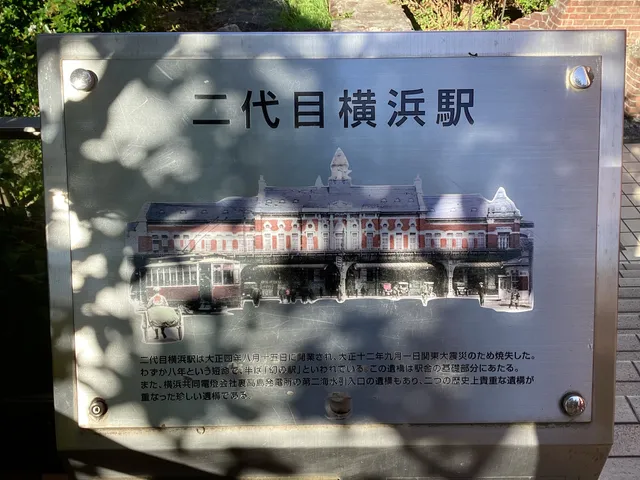 二代目横浜駅
二代目横浜駅は大正四年八月十五日に開業され、大正十二年九月一日関東大震災のため焼失した。
わずか八年という短命で、半ば「幻の駅」といわれている。この遺構は駅舎の基礎部分にあたる。
また、横浜共同電燈会社裏高島発電所の第二海水引入口の遺構もあり、二つの歴史上貴重な遺構が
重なった珍しい遺構である。